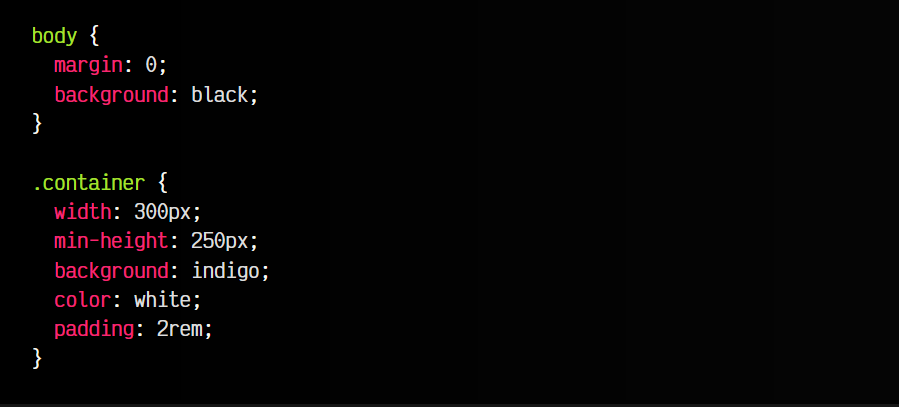 body {
  margin: 0;
  background: black;
}

.container {
  width: 300px;
  min-height: 250px;
  background: indigo;
  color: white;
  padding: 2rem;
}